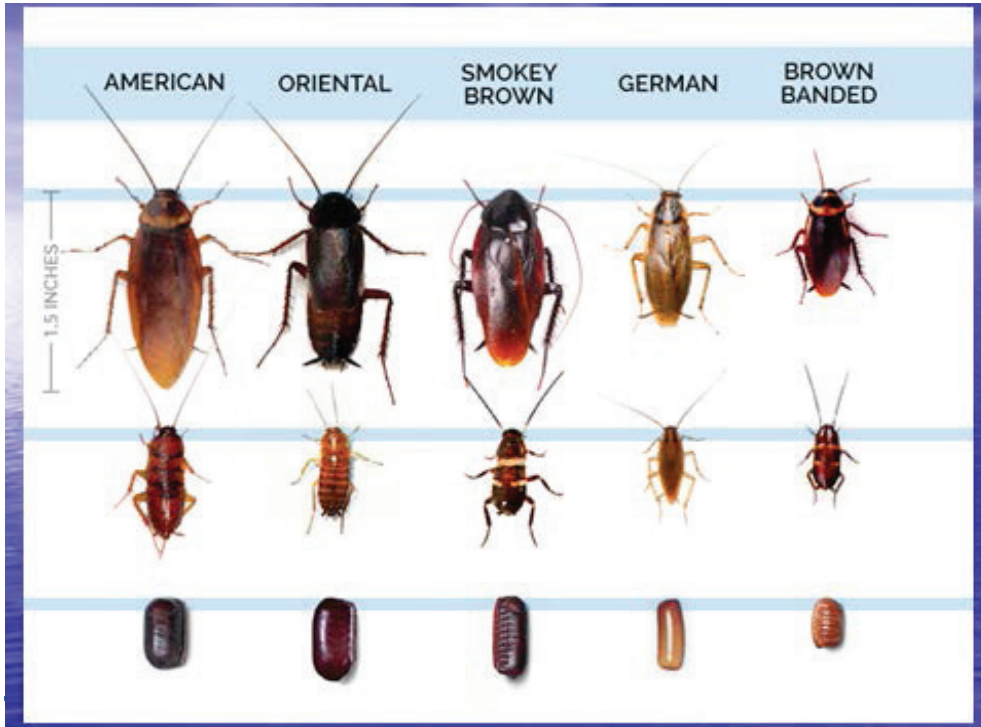 AMERICAN
ORIENTAL
SMOKEY
BROWN
GERMAN
BROWN
BANDED
1.5 INCHES